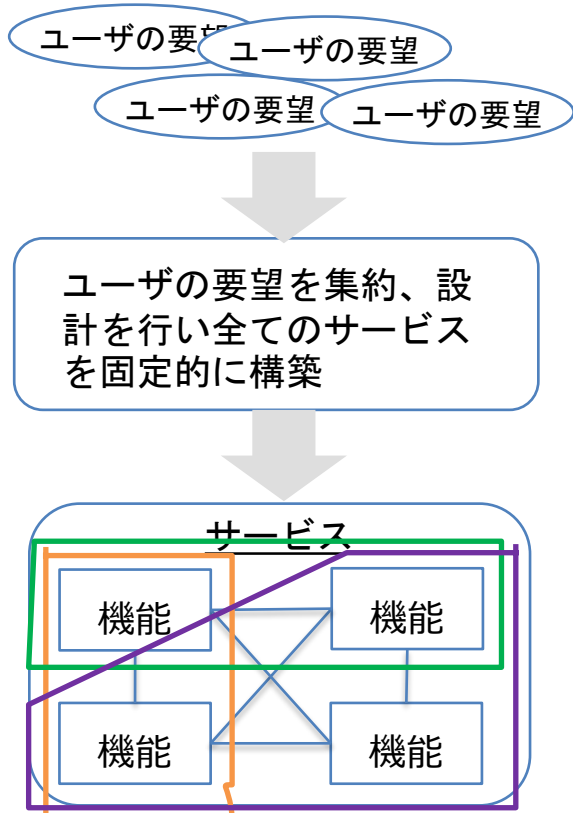 ユーザの要望
ユーザの要望
ユーザの要望
ユーザの要望
ユーザの要望を集約、設
計を行い全てのサービス
を固定的に構築
サービス
機能
機能
機能
機能